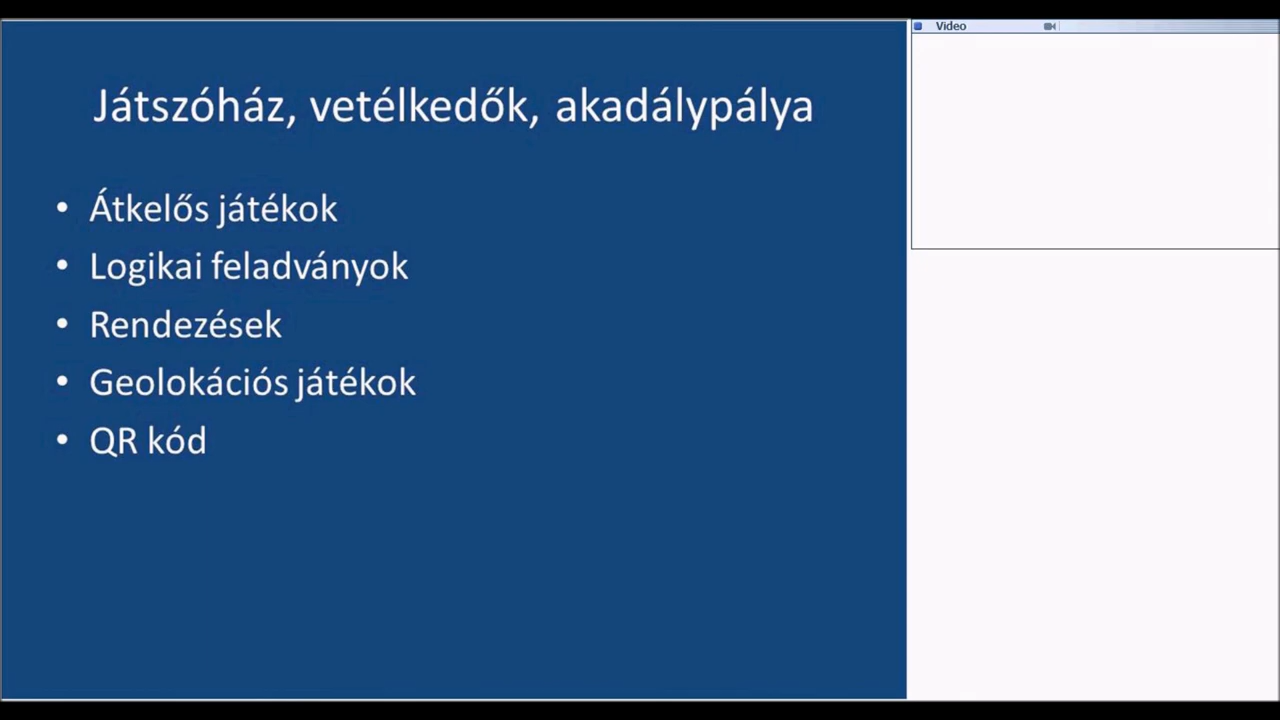 Video
Játszóház, vetélkedők, akadálypálya
• Átkelős játékok
• Logikai feladványok
• Rendezések
• Geolokációs játékok
• QR kód